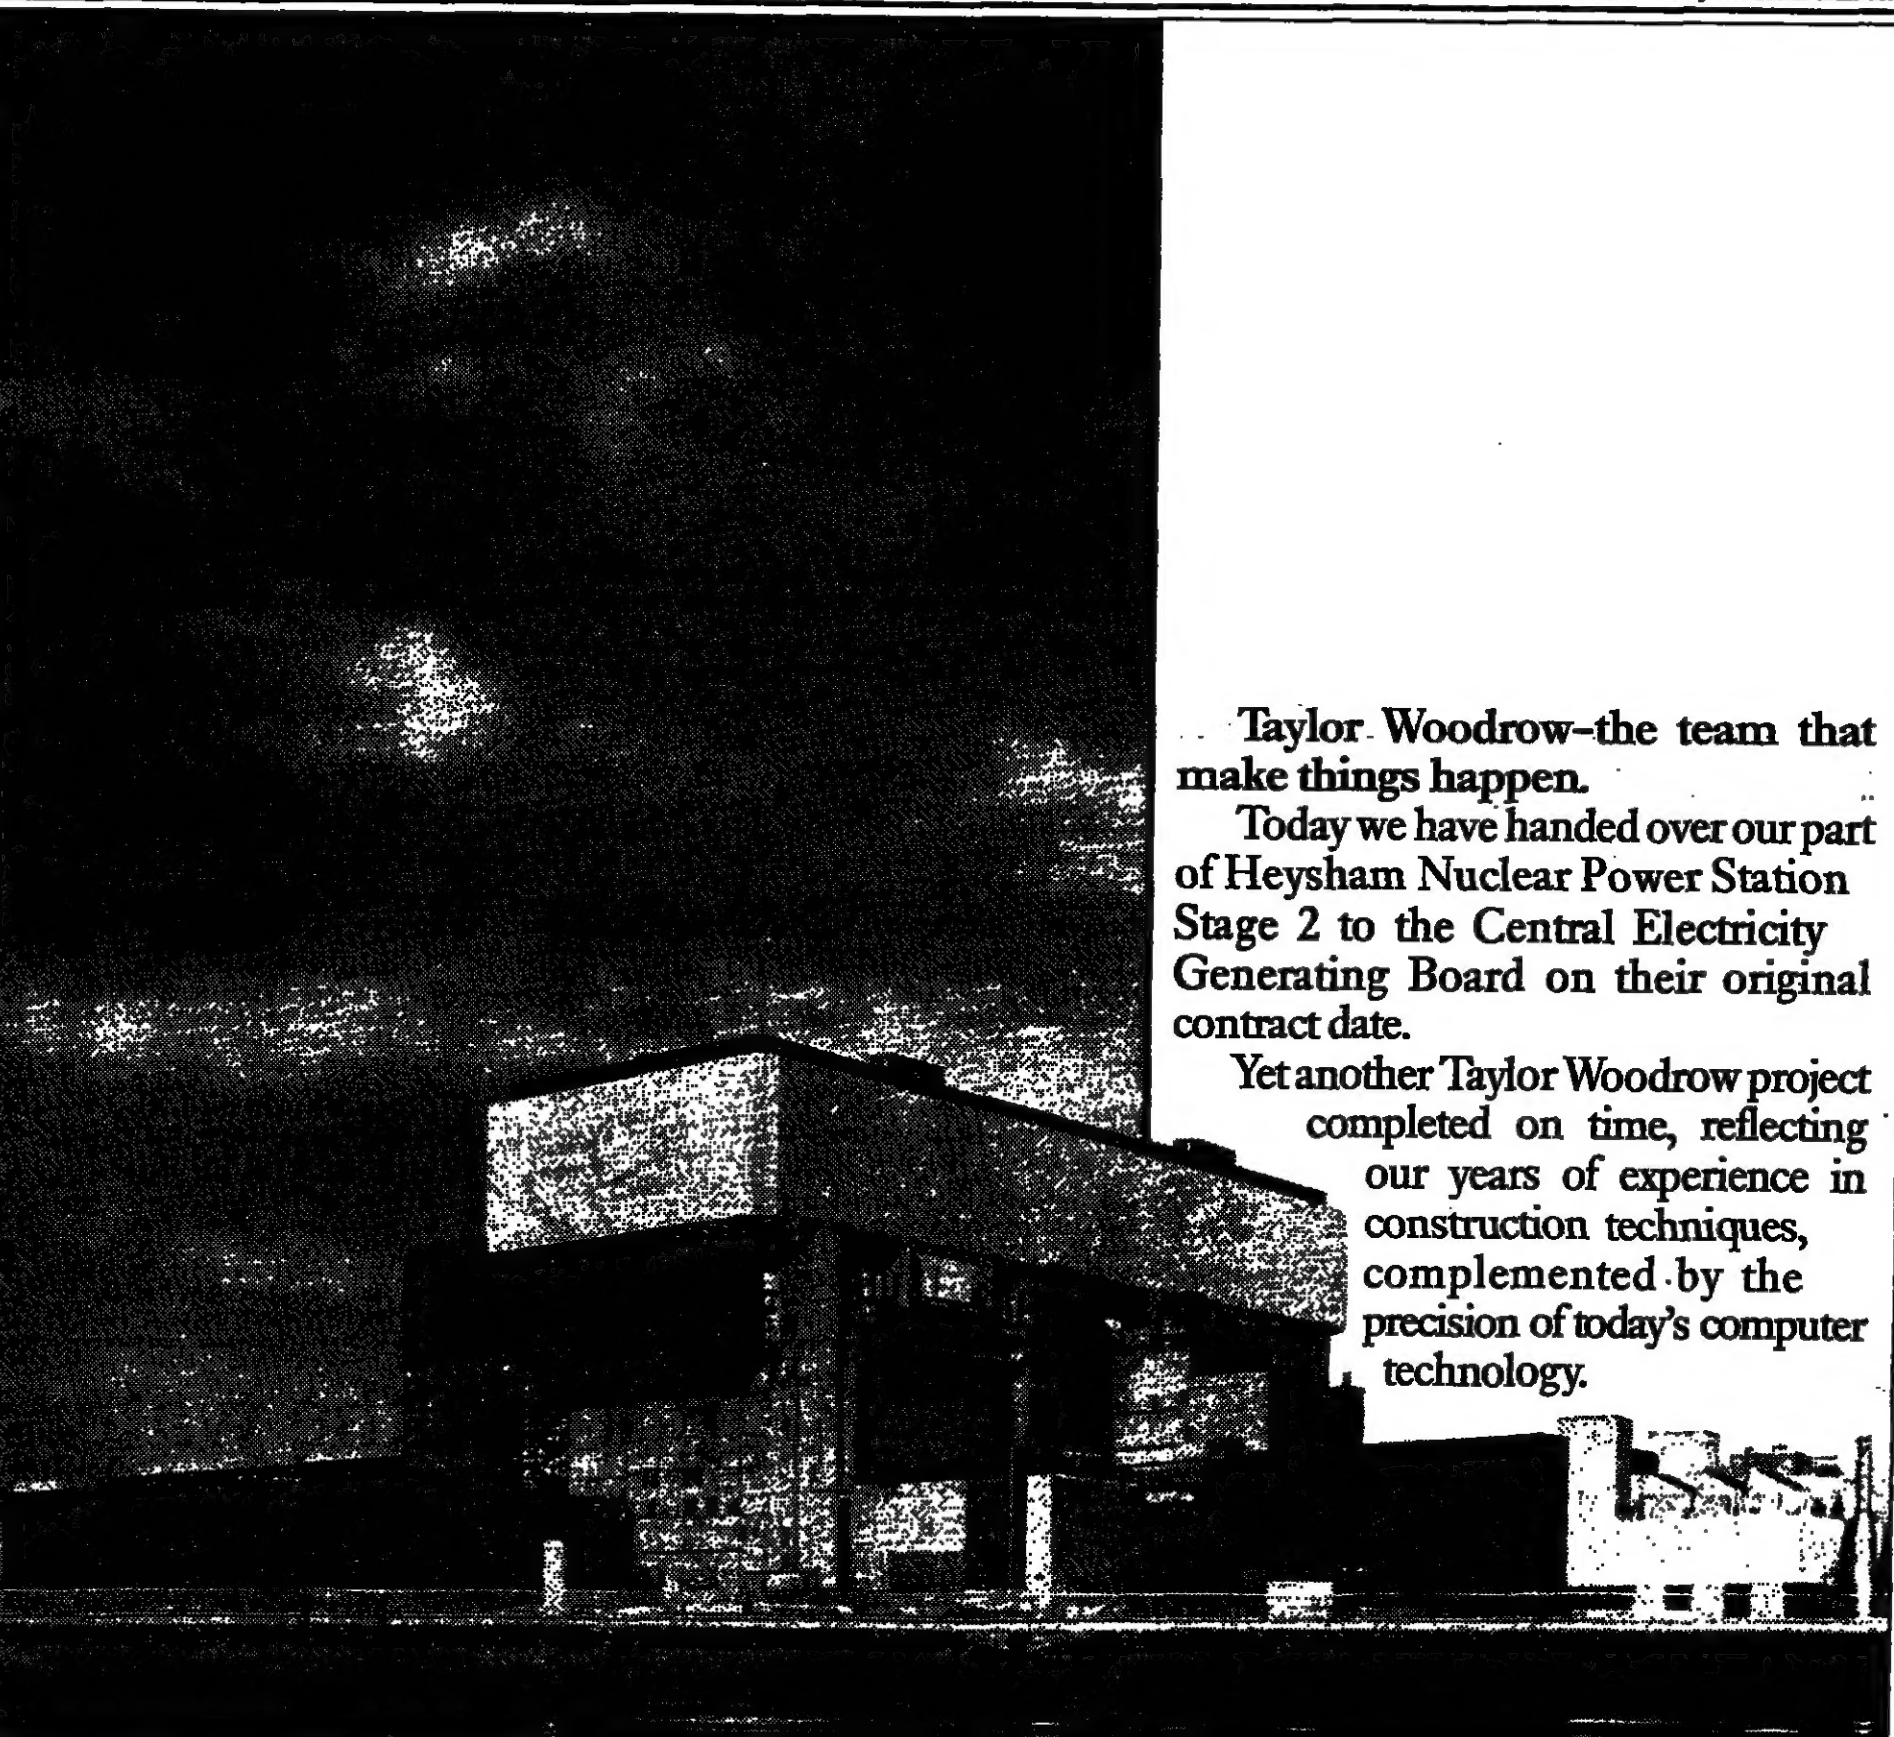 Taylor Woodrow–the team that
make things happen.
Today we have handed over our part
of Heysham Nuclear Power Station
Stage 2 to the Central Electricity
Generating Board on their original
contract date.
Yet another Taylor Woodrow project
completed on time, reflecting
our years of experience in
construction techniques,
complemented by the
precision of today's computer
technology.